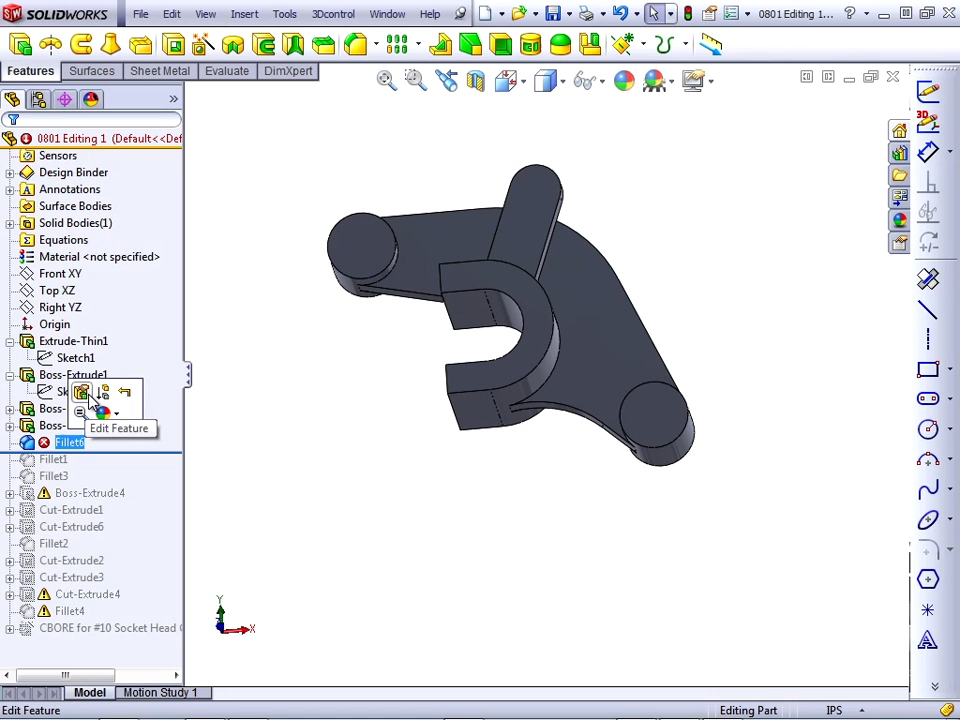 SOLIDWORKS File Edit View Insert Tools 3Dcontrol Window Help 0801 Editing 1... ?
Features Surfaces Sheet Metal Evaluate DimXpert
3D
0801 Editing 1 (Default<<Def
Sensors
Design Binder
Annotations
Surface Bodies
Solid Bodies(1)
Equations
Material <not specified>
Front XY
Top XZ
Right YZ
Origin
Extrude-Thin1
Sketch1
Boss-Extrude1
Sk
Boss-
Edit Feature
Boss-
Fillet6
Fillet1
Fillet3
Boss-Extrude4
Cut-Extrude1
Cut-Extrude6
Fillet2
Cut-Extrude2
Cut-Extrude3
Cut-Extrude4
Fillet4
CBORE for #10 Socket Head C
Y
X
Model Motion Study 1
Edit Feature Editing Part IPS